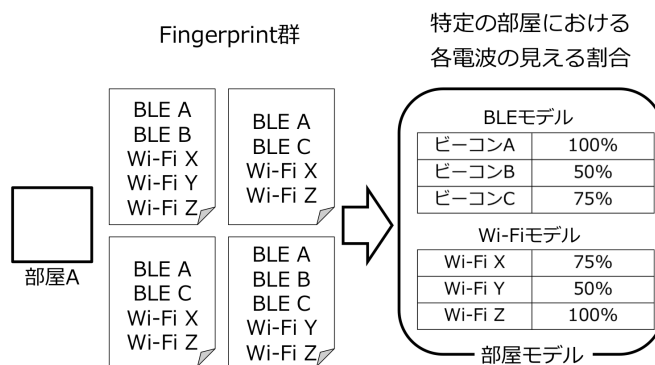 Fingerprint群
特定の部屋における
各電波の見える割合
部屋A
BLE A
BLE B
Wi-Fi X
Wi-Fi Y
Wi-Fi Z
BLE A
BLE C
Wi-Fi X
Wi-Fi Z
BLE A
BLE C
Wi-Fi X
Wi-Fi Z
BLE A
BLE B
BLE C
Wi-Fi Y
Wi-Fi Z
BLEモデル
ビーコンA 100%
ビーコンB 50%
ビーコンC 75%
Wi-Fiモデル
Wi-Fi X 75%
Wi-Fi Y 50%
Wi-Fi Z 100%
部屋モデル